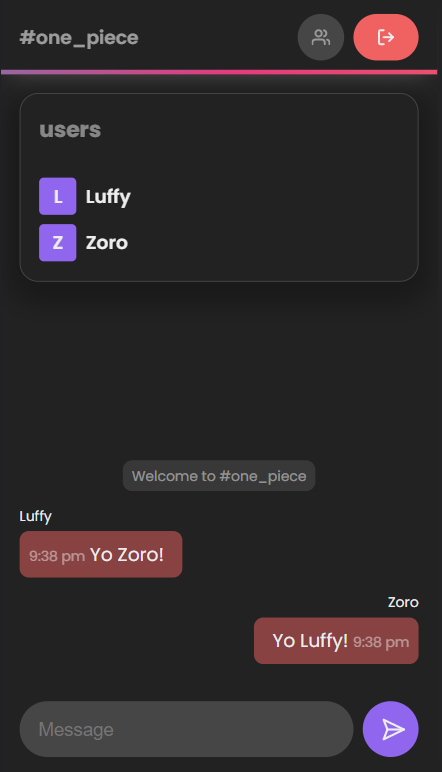 #one_piece
users
L Luffy
Z Zoro
Welcome to #one_piece
Luffy
9:38 pm Yo Zoro!
Zoro
Yo Luffy! 9:38 pm
Message